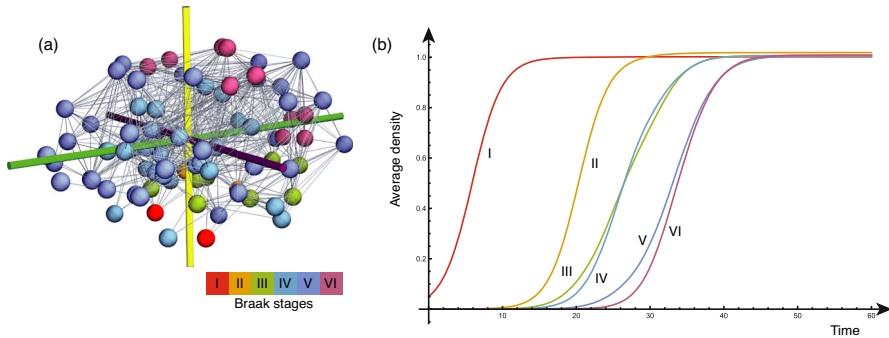 (a)
I II III IV V VI
Braak stages
(b)
Average density
1.0
0.8
0.6
0.4
0.2
I
II
III
IV
V
VI
10 20 30 40 50 60
Time